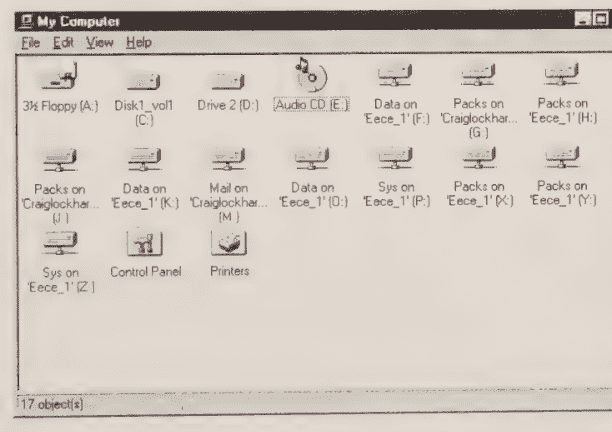 My Computer
File Edit View Help
3½ Floppy (A:)
Disk1_vol1
(C:)
Drive 2 (D:)
Audio CD (E:)
Data on
'Eece_1' (F:)
Packs on
'Craiglockhar...
(G:)
Packs on
'Eece_1' (H:)
Packs on
'Craiglockhar...
(J:)
Data on
'Eece_1' (K:)
Mail on
'Craiglockhar...
(M:)
Data on
'Eece_1' (O:)
Sys on
'Eece_1' (P:)
Packs on
'Eece_1' (X:)
Packs on
'Eece_1' (Y:)
Sys on
'Eece_1' (Z:)
Control Panel
Printers
17 object(s)